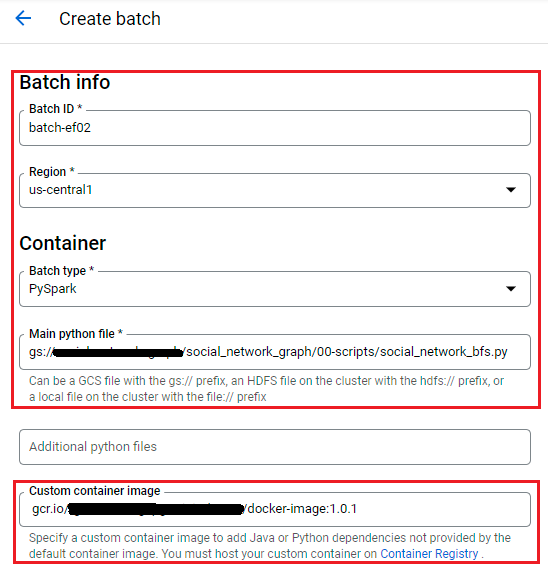 Create batch
Batch info
Batch ID *
batch-ef02
Region *
us-central1
Container
Batch type *
PySpark
Main python file *
gs:// /social_network_graph/00-scripts/social_network_bfs.py
Can be a GCS file with the gs:// prefix, an HDFS file on the cluster with the hdfs:// prefix, or
a local file on the cluster with the file:// prefix
Additional python files
Custom container image
gcr.io/ /docker-image:1.0.1
Specify a custom container image to add Java or Python dependencies not provided by the
default container image. You must host your custom container on Container Registry .